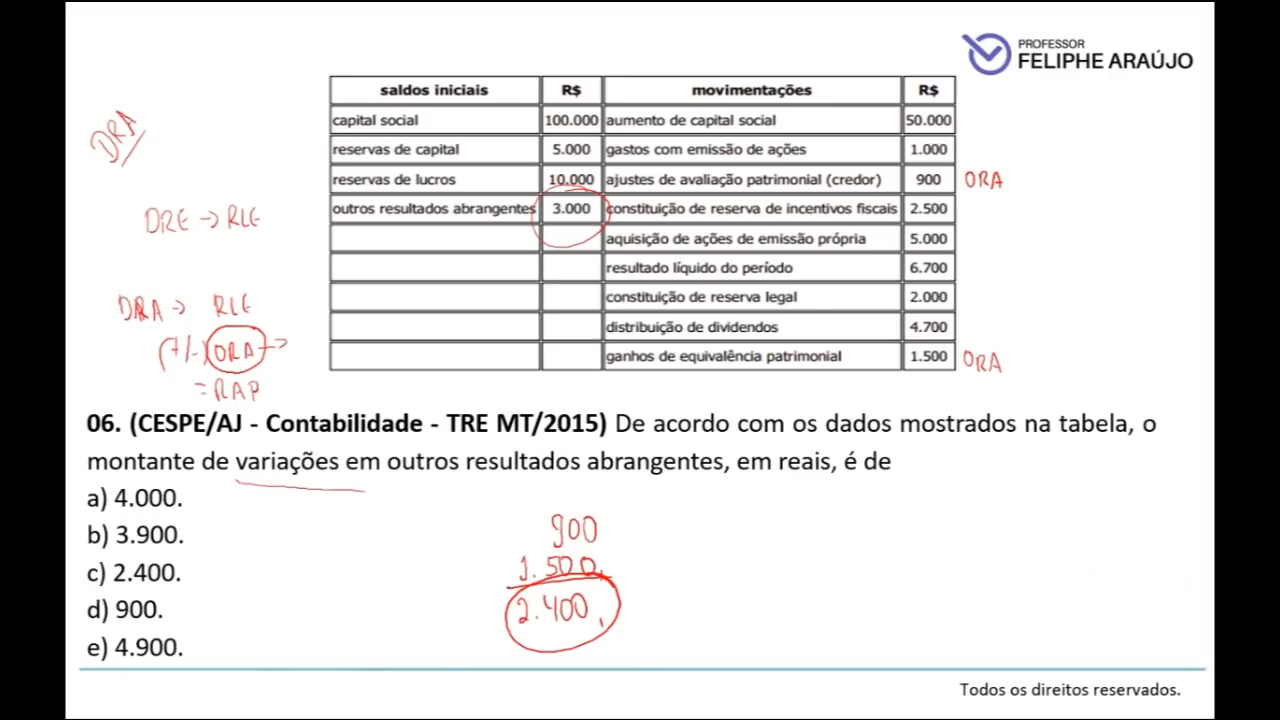 PROFESSOR
FELIPHE ARAÚJO
saldos iniciais R$ movimentações R$
capital social 100.000 aumento de capital social 50.000
reservas de capital 5.000 gastos com emissão de ações 1.000
reservas de lucros 10.000 ajustes de avaliação patrimonial (credor) 900 ORA
outros resultados abrangentes 3.000 constituição de reserva de incentivos fiscais 2.500
aquisição de ações de emissão própria 5.000
resultado líquido do período 6.700
constituição de reserva legal 2.000
distribuição de dividendos 4.700
ganhos de equivalência patrimonial 1.500 ORA
DRA
DRE → RLE
DRA → RLE
(+/-) ORA →
= RAP
06. (CESPE/AJ - Contabilidade - TRE MT/2015) De acordo com os dados mostrados na tabela, o
montante de variações em outros resultados abrangentes, em reais, é de
a) 4.000.
b) 3.900.
c) 2.400.
d) 900.
e) 4.900.
900
1.500
2.400
Todos os direitos reservados.